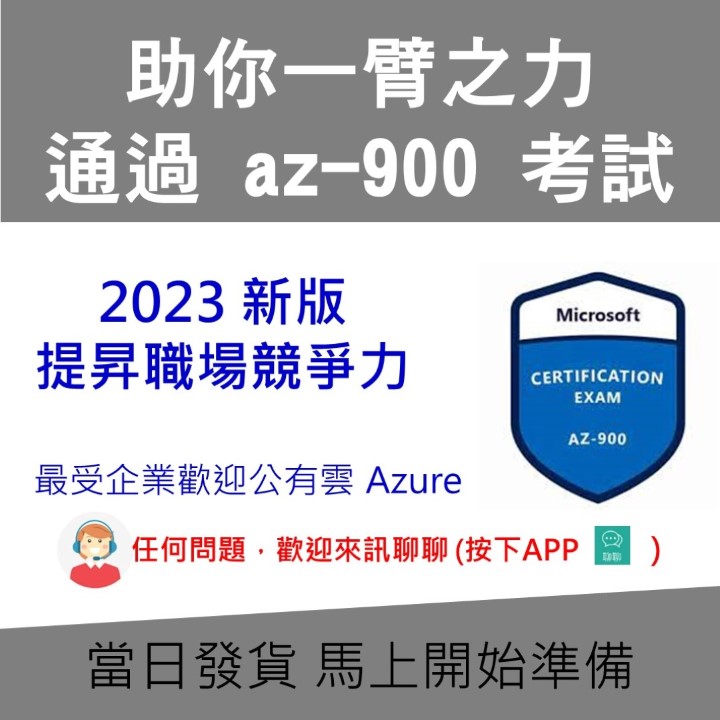 助你一臂之力
通過 az-900 考試
2023 新版
提昇職場競爭力
Microsoft
CERTIFICATION
EXAM
AZ-900
最受企業歡迎公有雲 Azure
任何問題，歡迎來訊聊聊 (按下APP 聊聊 )
當日發貨 馬上開始準備